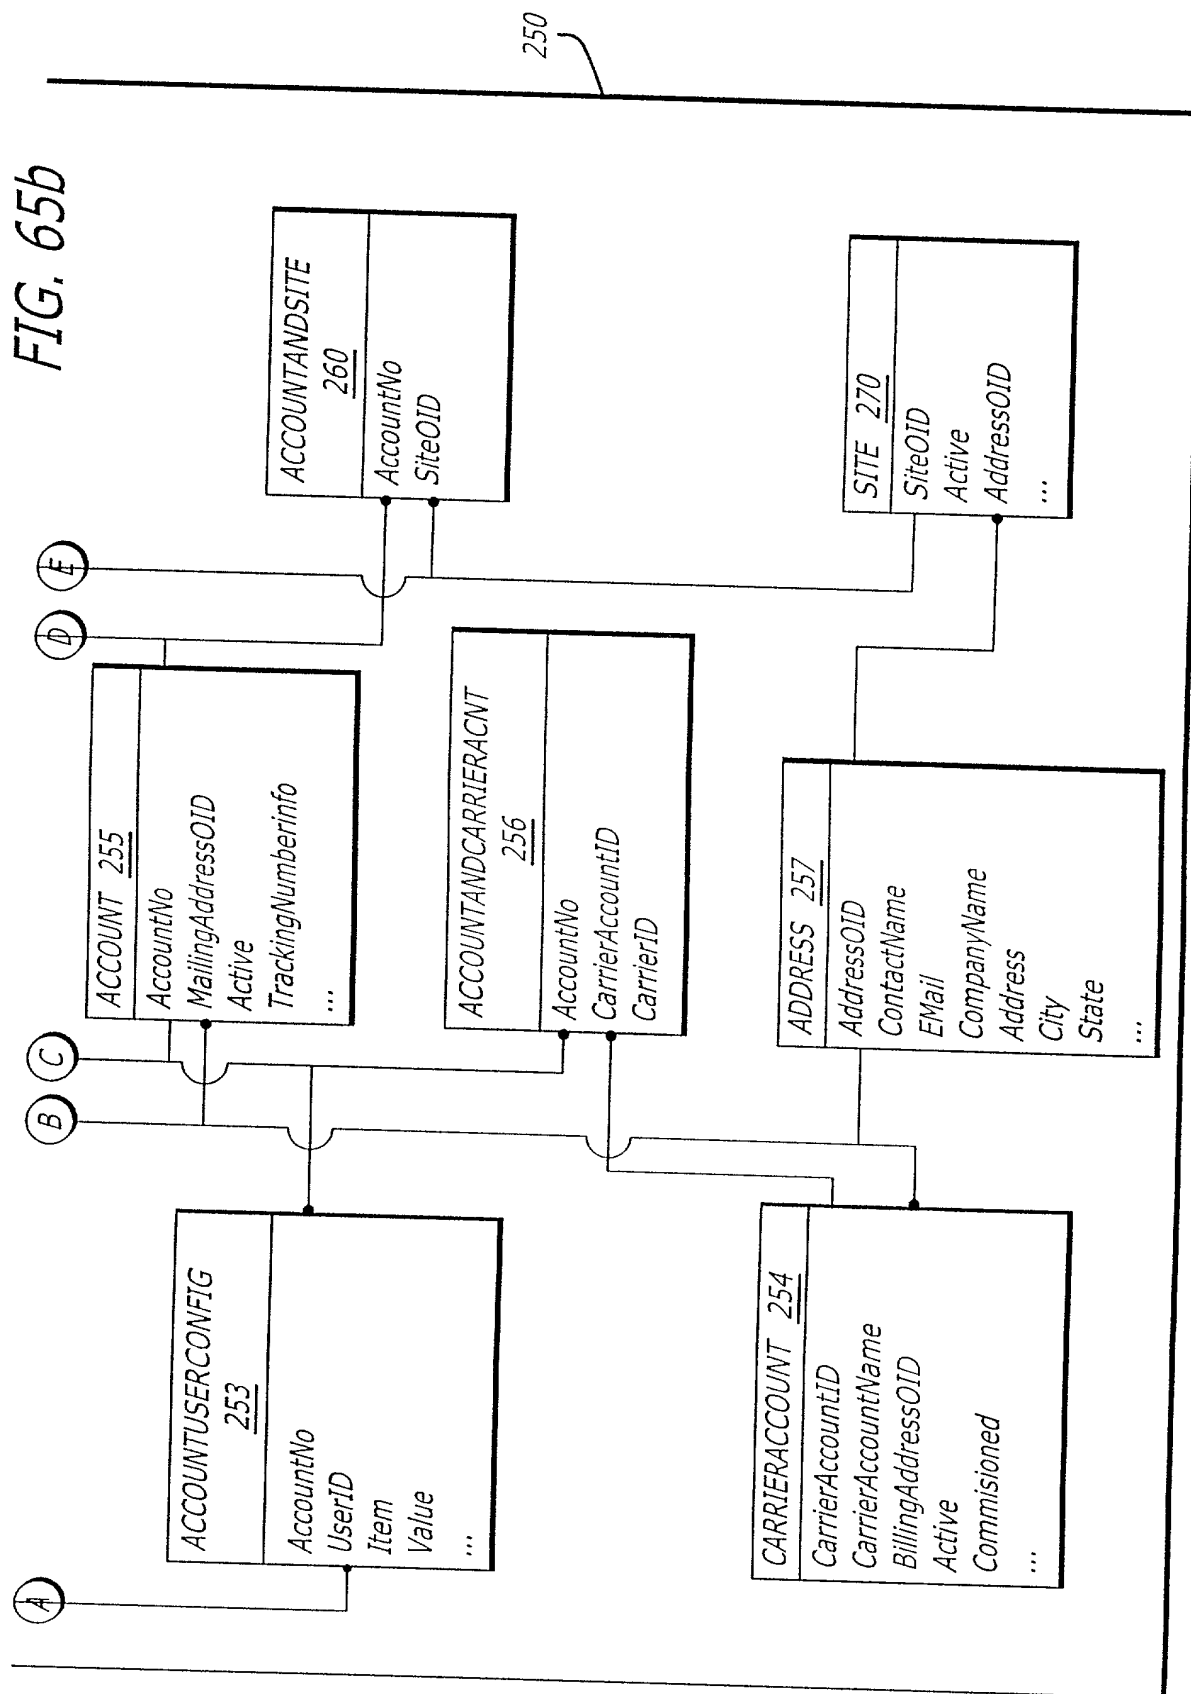 FIG. 65b
250
A
B
C
D
E
ACCOUNTUSERCONFIG
253
AccountNo
UserID
Item
Value
...
ACCOUNT 255
AccountNo
MailingAddressOID
Active
TrackingNumberinfo
...
ACCOUNTANDSITE
260
AccountNo
SiteOID
ACCOUNTANDCARRIERACNT
256
AccountNo
CarrierAccountID
CarrierID
CARRIERACCOUNT 254
CarrierAccountID
CarrierAccountName
BillingAddressOID
Active
Commisioned
...
ADDRESS 257
AddressOID
ContactName
EMail
CompanyName
Address
City
State
...
SITE 270
SiteOID
Active
AddressOID
...